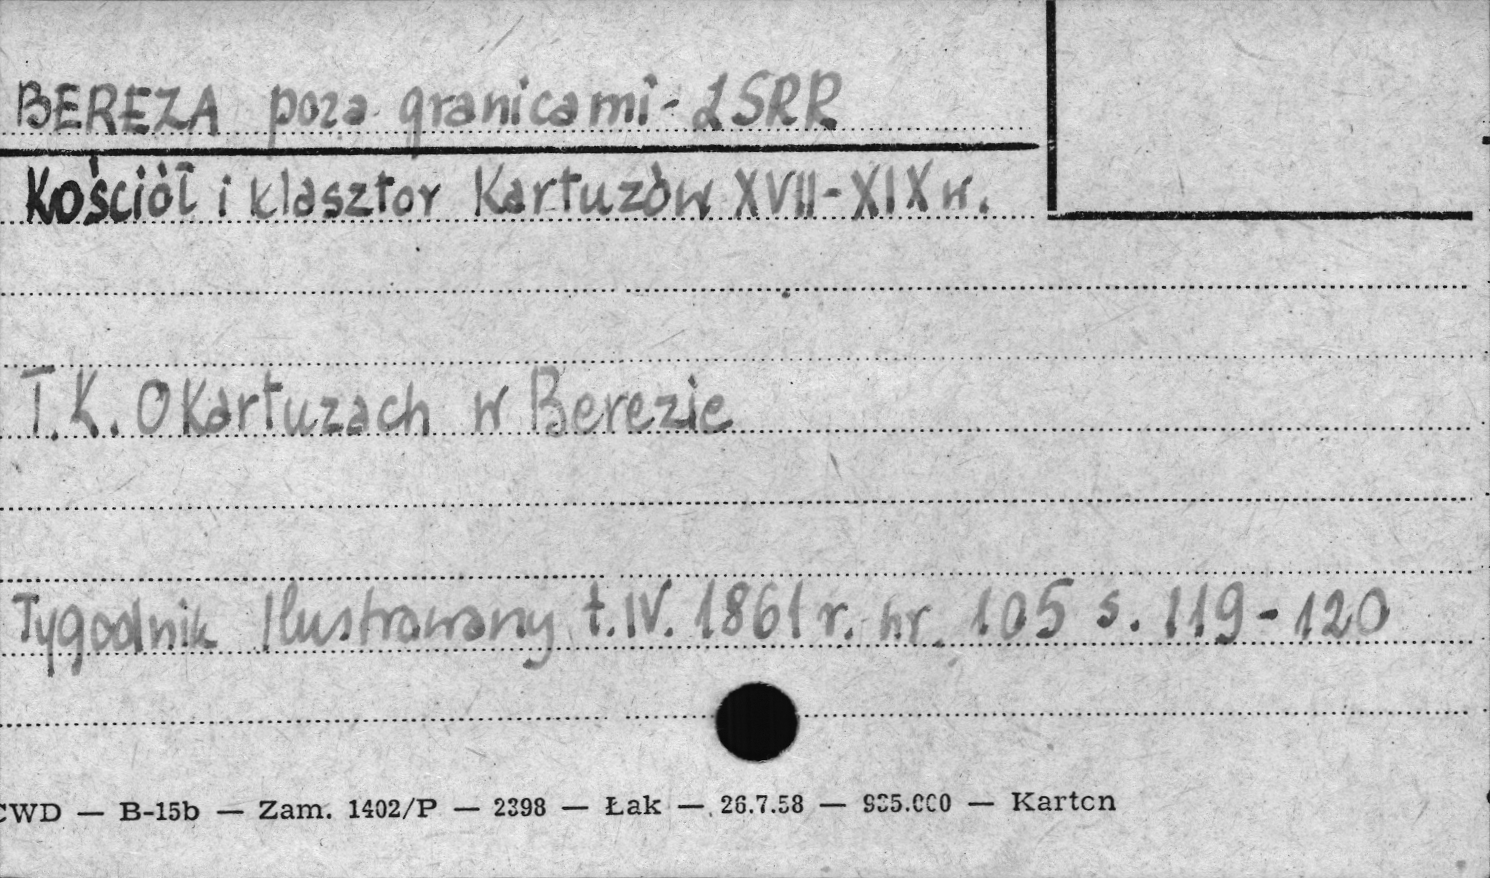 BEREZA poza granicami - ZSRR
Kościół i klasztor Kartuzów XVII-XIX w.
T.K. O Kartuzach w Berezie
Tygodnik Ilustrowany t.IV. 1861 r. nr. 105 s. 119-120
CWD — B-15b — Zam. 1402/P — 2398 — Łak — 26.7.58 — 935.000 — Karton